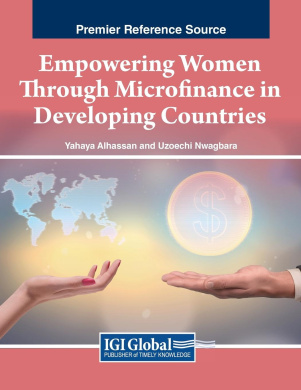 Premier Reference Source
Empowering Women
Through Microfinance in
Developing Countries
Yahaya Alhassan and Uzoechi Nwagbara
$
IGI Global
PUBLISHER OF TIMELY KNOWLEDGE